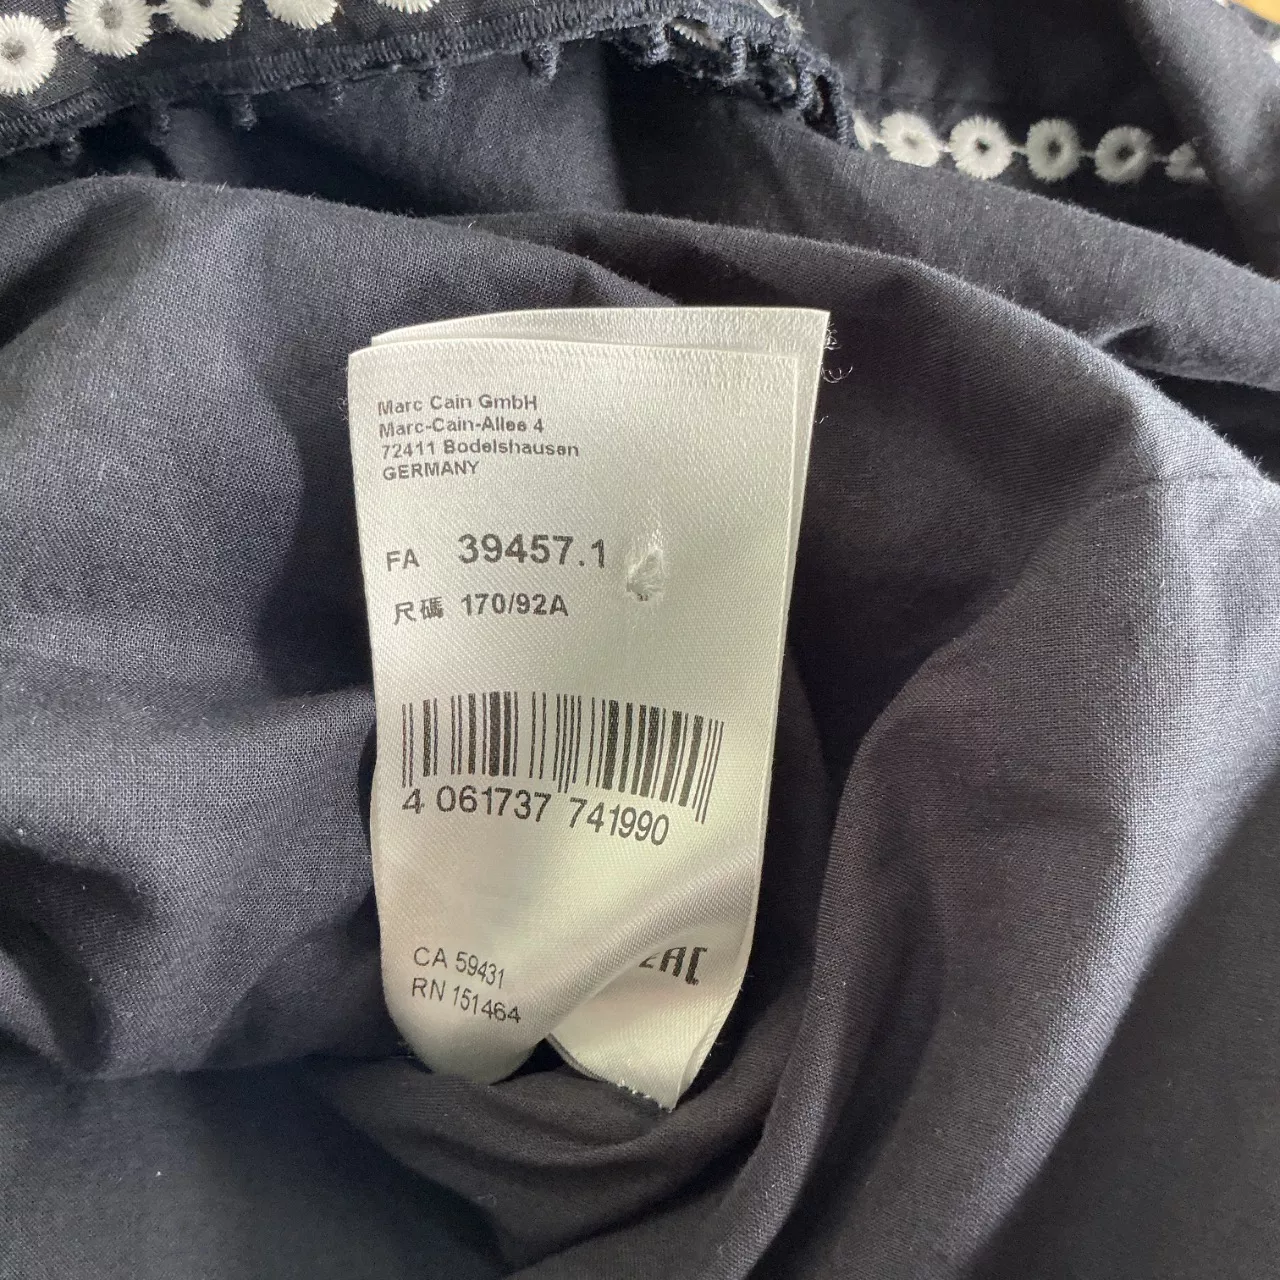 Marc Cain GmbH
Marc-Cain-Allee 4
72411 Bodelshausen
GERMANY
FA 39457.1
尺碼 170/92A
4 061737 741990
CA 59431
RN 151464
EAC